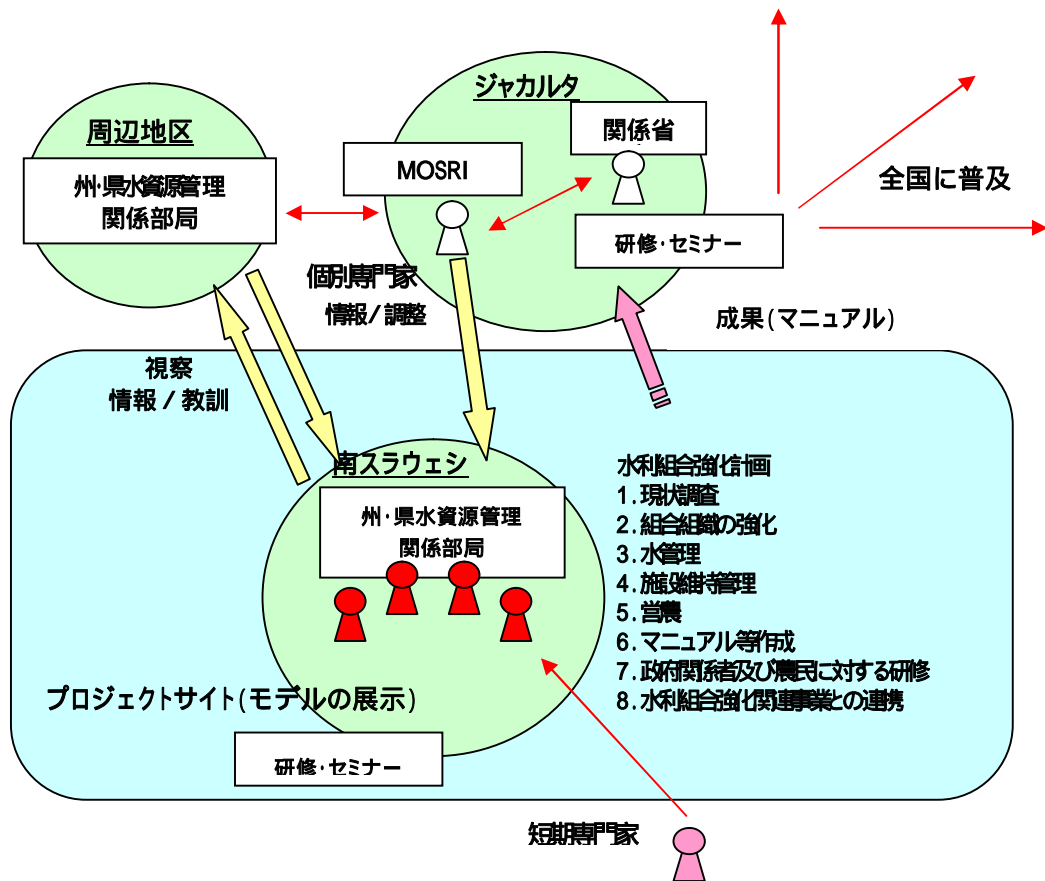 ジャカルタ
周辺地区
関係省
州・県水資源管理
関係部局
MOSRI
全国に普及
研修・セミナー
個別専門家
情報/調整
成果(マニュアル)
視察
情報/教訓
南スラウェシ
州・県水資源管理
関係部局
水利組合強化計画
1.現状調査
2.組合組織の強化
3.水管理
4.施設維持管理
5.営農
6.マニュアル等作成
7.政府関係者及び農民に対する研修
8.水利組合強化関連事業との連携
プロジェクトサイト(モデルの展示)
研修・セミナー
短期専門家